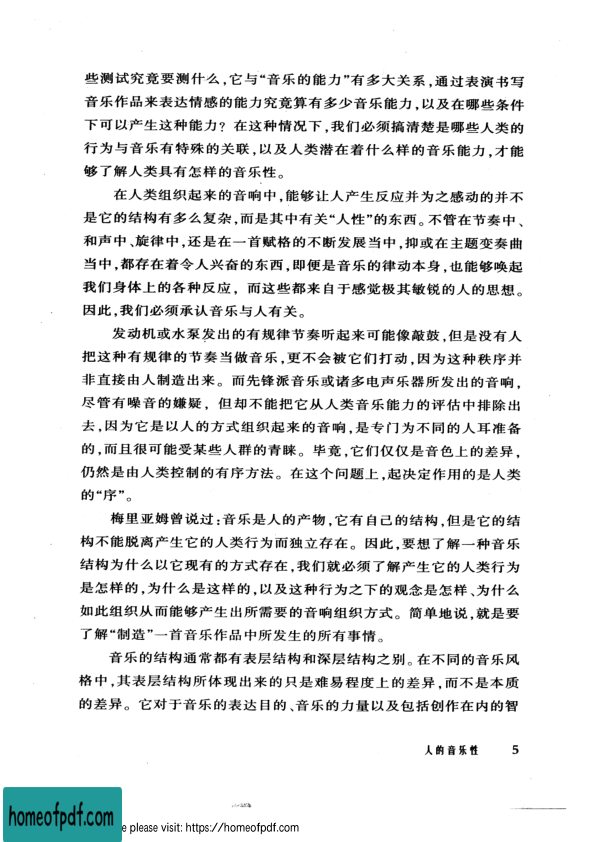 些测试究竟要测什么，它与“音乐的能力”有多大关系，通过表演书写
音乐作品来表达情感的能力究竟算有多少音乐能力，以及在哪些条件
下可以产生这种能力？在这种情况下，我们必须搞清楚是哪些人类的
行为与音乐有特殊的关联，以及人类潜在着什么样的音乐能力，才能
够了解人类具有怎样的音乐性。
在人类组织起来的音响中，能够让人产生反应并为之感动的并不
是它的结构有多么复杂，而是其中有关“人性”的东西。不管在节奏中、
和声中、旋律中，还是在一首赋格的不断发展当中，抑或在主题变奏曲
当中，都存在着令人兴奋的东西，即便是音乐的律动本身，也能够唤起
我们身体上的各种反应，而这些都来自于感觉极其敏锐的人的思想。
因此，我们必须承认音乐与人有关。
发动机或水泵发出的有规律节奏听起来可能像敲鼓，但是没有人
把这种有规律的节奏当做音乐，更不会被它们打动，因为这种秩序并
非直接由人制造出来。而先锋派音乐或诸多电声乐器所发出的音响，
尽管有噪音的嫌疑，但却不能把它从人类音乐能力的评估中排除出
去，因为它是以人的方式组织起来的音响，是专门为不同的人耳准备
的，而且很可能受某些人群的青睐。毕竟，它们仅仅是音色上的差异，
仍然是由人类控制的有序方法。在这个问题上，起决定作用的是人类
的“序”。
梅里亚姆曾说过：音乐是人的产物，它有自己的结构，但是它的结
构不能脱离产生它的人类行为而独立存在。因此，要想了解一种音乐
结构为什么以它现有的方式存在，我们就必须了解产生它的人类行为
是怎样的，为什么是这样的，以及这种行为之下的观念是怎样、为什么
如此组织从而能够产生出所需要的音响组织方式。简单地说，就是要
了解“制造”一首音乐作品中所发生的所有事情。
音乐的结构通常都有表层结构和深层结构之别。在不同的音乐风
格中，其表层结构所体现出来的只是难易程度上的差异，而不是本质
的差异。它对于音乐的表达目的、音乐的力量以及包括创作在内的智
人的音乐性 5
homeofpdf.com
e please visit: https://homeofpdf.com